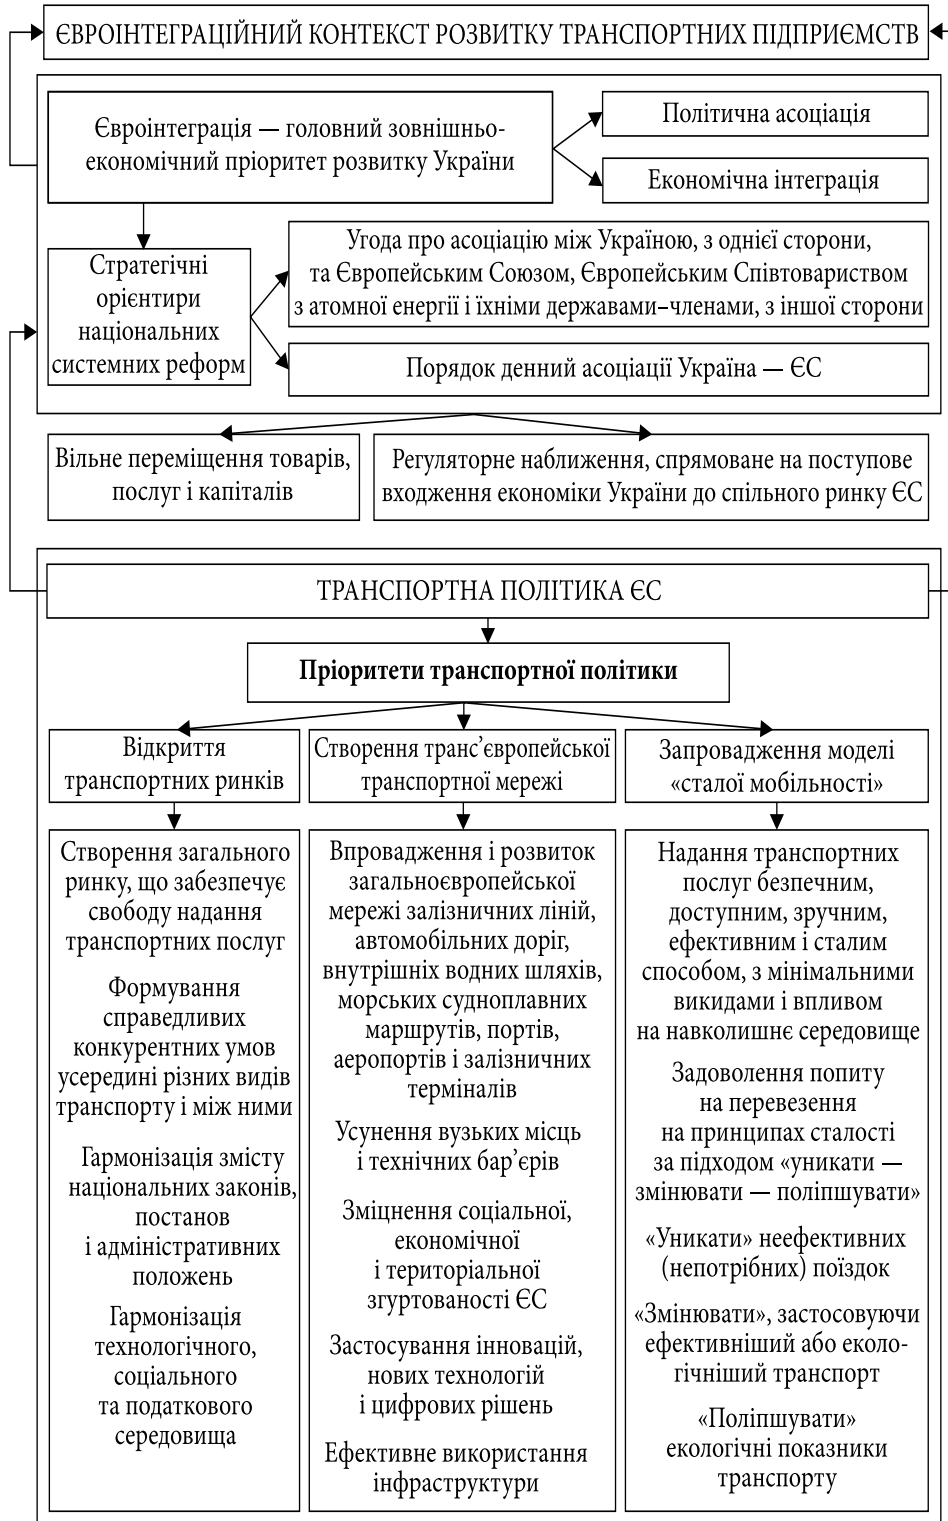 ЄВРОІНТЕГРАЦІЙНИЙ КОНТЕКСТ РОЗВИТКУ ТРАНСПОРТНИХ ПІДПРИЄМСТВ
Євроінтеграція — головний зовнішньо-
економічний пріоритет розвитку України
Політична асоціація
Економічна інтеграція
Стратегічні
орієнтири
національних
системних реформ
Угода про асоціацію між Україною, з однієї сторони,
та Європейським Союзом, Європейським Співтовариством
з атомної енергії і їхніми державами–членами, з іншої сторони
Порядок денний асоціації Україна — ЄС
Вільне переміщення товарів,
послуг і капіталів
Регуляторне наближення, спрямоване на поступове
входження економіки України до спільного ринку ЄС
ТРАНСПОРТНА ПОЛІТИКА ЄС
Пріоритети транспортної політики
Відкриття
транспортних ринків
Створення транс’європейської
транспортної мережі
Запровадження моделі
«сталої мобільності»
Створення загального
ринку, що забезпечує
свободу надання
транспортних послуг
Формування
справедливих
конкурентних умов
усередині різних видів
транспорту і між ними
Гармонізація змісту
національних законів,
постанов
і адміністративних
положень
Гармонізація
технологічного,
соціального
та податкового
середовища
Впровадження і розвиток
загальноєвропейської
мережі залізничних ліній,
автомобільних доріг,
внутрішніх водних шляхів,
морських судноплавних
маршрутів, портів,
аеропортів і залізничних
терміналів
Усунення вузьких місць
і технічних бар’єрів
Зміцнення соціальної,
економічної
і територіальної
згуртованості ЄС
Застосування інновацій,
нових технологій
і цифрових рішень
Ефективне використання
інфраструктури
Надання транспортних
послуг безпечним,
доступним, зручним,
ефективним і сталим
способом, з мінімальними
викидами і впливом
на навколишнє середовище
Задоволення попиту
на перевезення
на принципах сталості
за підходом «уникати —
змінювати — поліпшувати»
«Уникати» неефективних
(непотрібних) поїздок
«Змінювати», застосовуючи
ефективніший або еколо-
гічніший транспорт
«Поліпшувати»
екологічні показники
транспорту